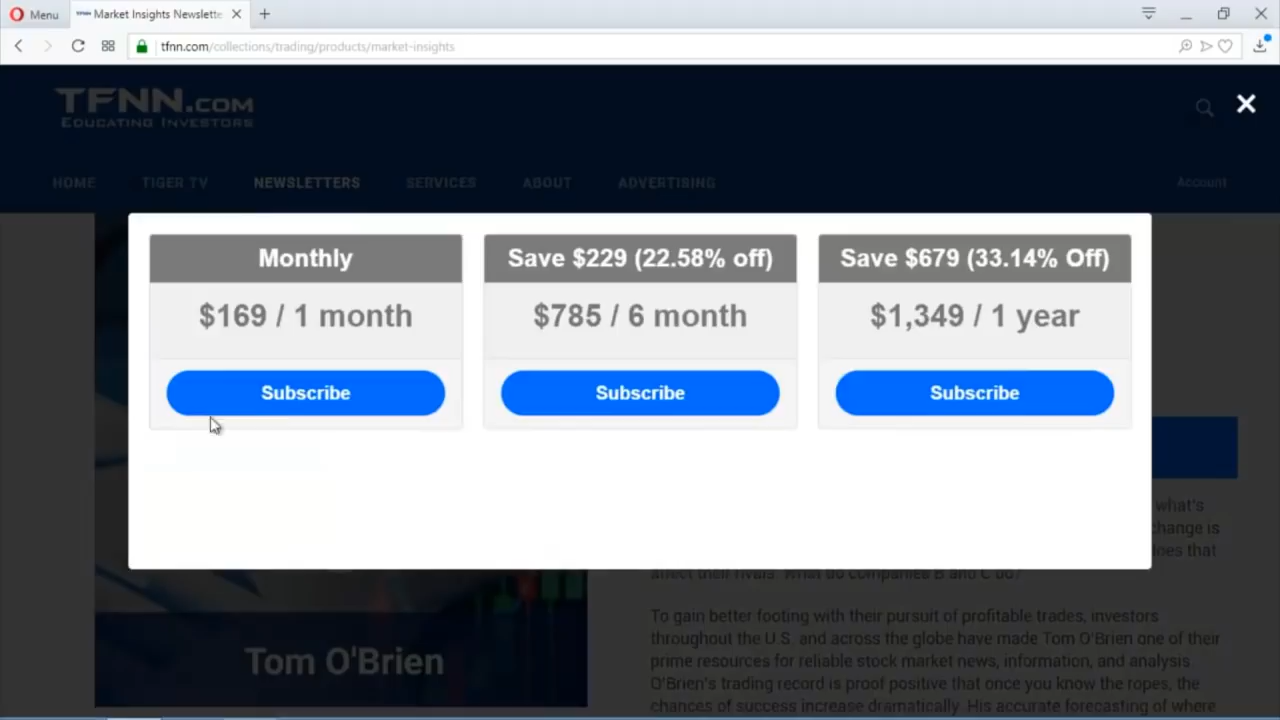 Menu
Market Insights Newslette
tfnn.com/collections/trading/products/market-insights
TFNN.COM
EDUCATING INVESTORS
HOME TIGER TV NEWSLETTERS SERVICES ABOUT ADVERTISING Account
Monthly
$169 / 1 month
Subscribe
Save $229 (22.58% off)
$785 / 6 month
Subscribe
Save $679 (33.14% Off)
$1,349 / 1 year
Subscribe
what's
change is
does that
affect their rivals. What do companies B and C do?
To gain better footing with their pursuit of profitable trades, investors
throughout the U.S. and across the globe have made Tom O'Brien one of their
prime resources for reliable stock market news, information, and analysis.
O'Brien's trading record is proof positive that once you know the ropes, the
chances of success increase dramatically. His accurate forecasting of where
Tom O'Brien